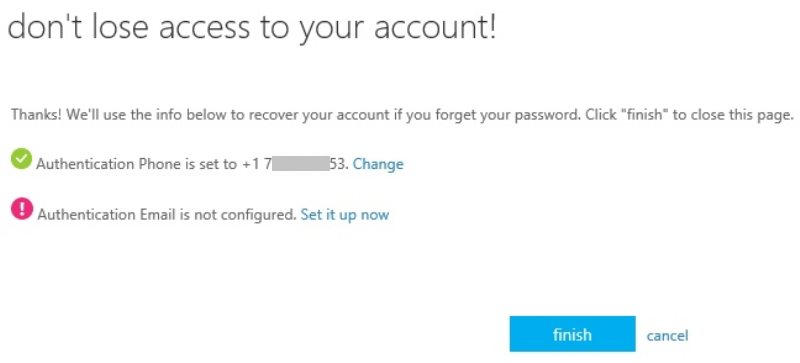 don't lose access to your account!
Thanks! We'll use the info below to recover your account if you forget your password. Click "finish" to close this page.
Authentication Phone is set to +1 7 53. Change
Authentication Email is not configured. Set it up now
finish cancel